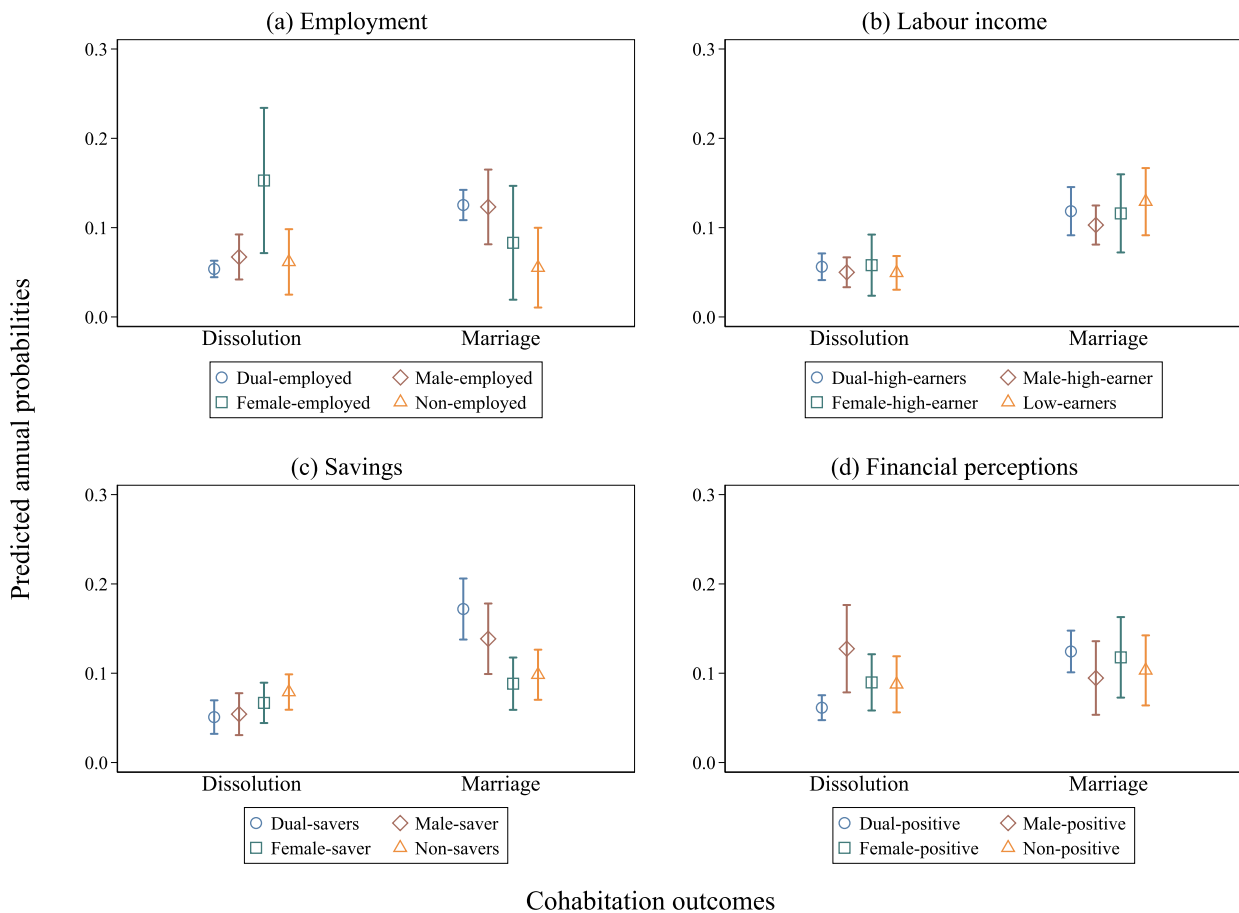 (a) Employment
0.3
0.2
0.1
0.0
Dissolution Marriage
Dual-employed Male-employed
Female-employed Non-employed
(b) Labour income
0.3
0.2
0.1
0.0
Dissolution Marriage
Dual-high-earners Male-high-earner
Female-high-earner Low-earners
(c) Savings
0.3
0.2
0.1
0.0
Dissolution Marriage
Dual-savers Male-saver
Female-saver Non-savers
(d) Financial perceptions
0.3
0.2
0.1
0.0
Dissolution Marriage
Dual-positive Male-positive
Female-positive Non-positive
Predicted annual probabilities
Cohabitation outcomes